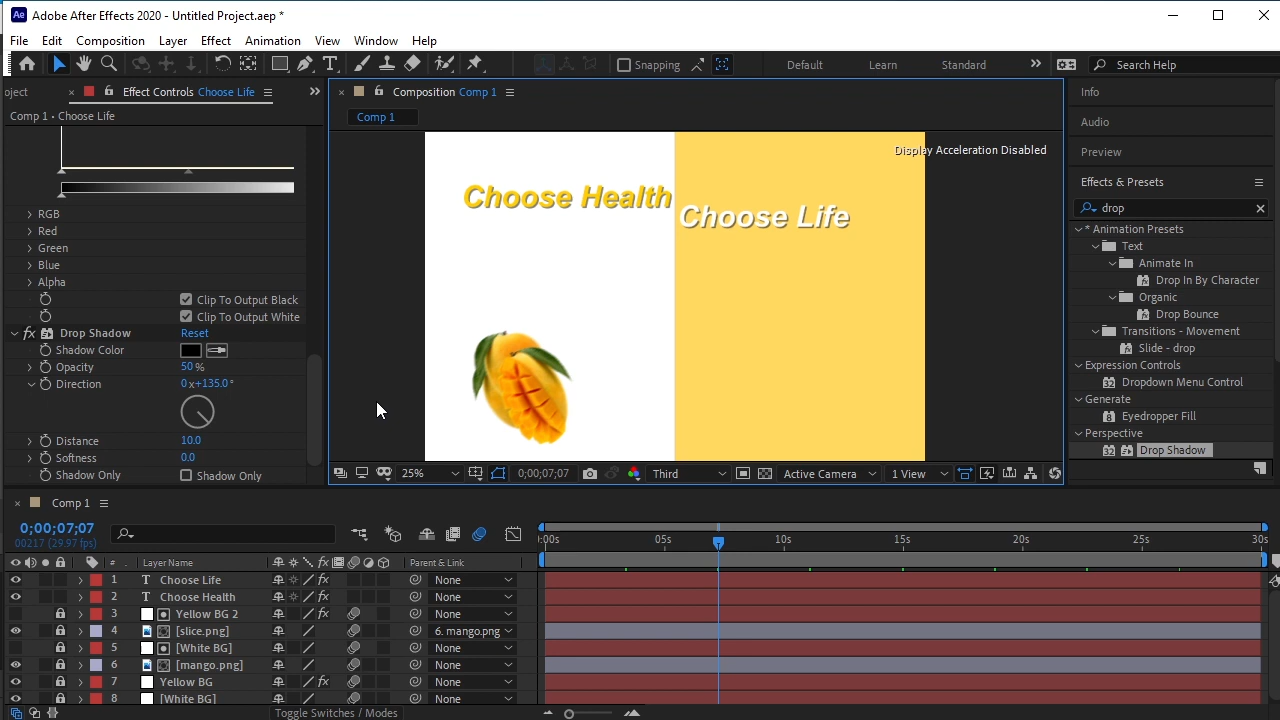 Adobe After Effects 2020 - Untitled Project.aep *
File Edit Composition Layer Effect Animation View Window Help
Snapping Default Learn Standard Search Help
oject Effect Controls Choose Life
Comp 1 • Choose Life
RGB
Red
Green
Blue
Alpha
Clip To Output Black
Clip To Output White
fx Drop Shadow Reset
Shadow Color
Opacity 50 %
Direction 0x+135.0°
Distance 10.0
Softness 0.0
Shadow Only Shadow Only
Composition Comp 1
Comp 1
Display Acceleration Disabled
Choose Health
Choose Life
25% 0;00;07;07 Third Active Camera 1 View
Info
Audio
Preview
Effects & Presets
drop
* Animation Presets
Text
Animate In
Drop In By Character
Organic
Drop Bounce
Transitions - Movement
Slide - drop
Expression Controls
Dropdown Menu Control
Generate
Eyedropper Fill
Perspective
Drop Shadow
Comp 1
0;00;07;07
00217 (29.97 fps)
:00s 05s 10s 15s 20s 25s 30s
# . Layer Name Parent & Link
1 T Choose Life None
2 T Choose Health None
3 Yellow BG 2 None
4 [slice.png] 6. mango.png
5 [White BG] None
6 [mango.png] None
7 Yellow BG None
8 [White BG] None
Toggle Switches / Modes